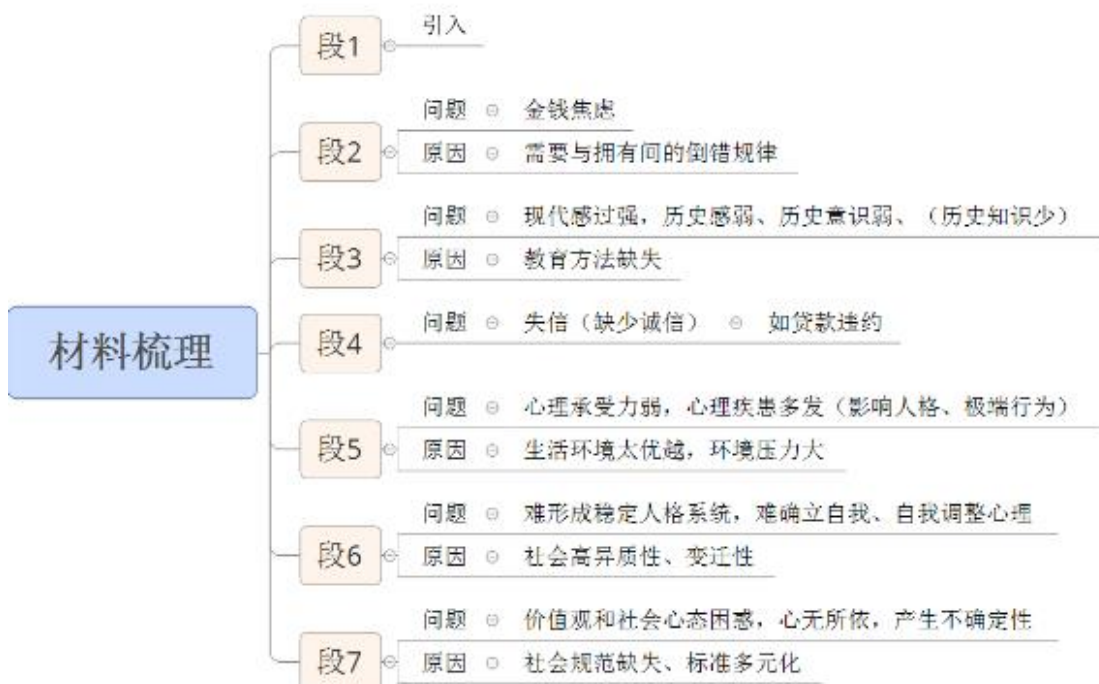 材料梳理
段1
引入
段2
问题 金钱焦虑
原因 需要与拥有间的倒错规律
段3
问题 现代感过强，历史感弱、历史意识弱、（历史知识少）
原因 教育方法缺失
段4
问题 失信（缺少诚信） 如贷款违约
段5
问题 心理承受力弱，心理疾患多发（影响人格、极端行为）
原因 生活环境太优越，环境压力大
段6
问题 难形成稳定人格系统，难确立自我、自我调整心理
原因 社会高异质性、变迁性
段7
问题 价值观和社会心态困惑，心无所依，产生不确定性
原因 社会规范缺失、标准多元化